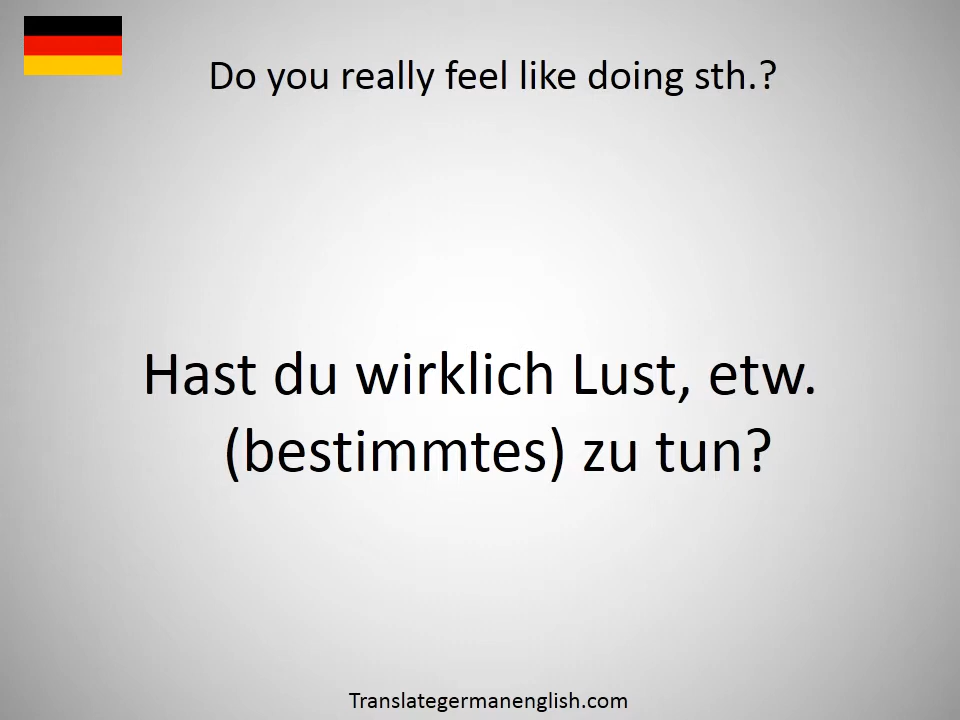 Do you really feel like doing sth.?
Hast du wirklich Lust, etw.
(bestimmtes) zu tun?
Translategermanenglish.com